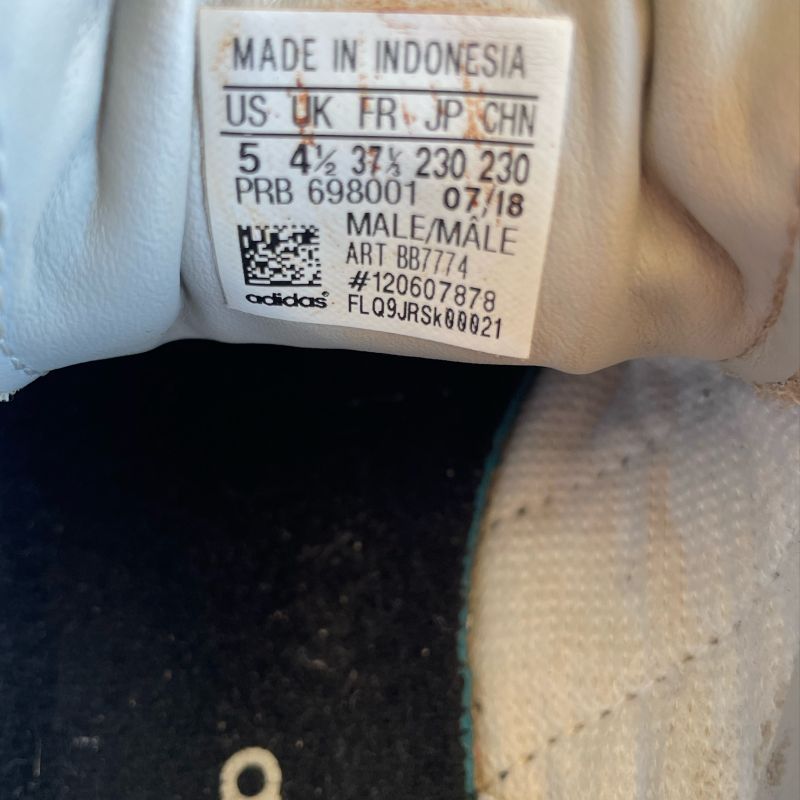 MADE IN INDONESIA
US UK FR JP CHN
5 4½ 37⅓ 230 230
PRB 698001 07/18
MALE/MÂLE
ART BB7774
#120607878
adidas® FLQ9JRSk00021